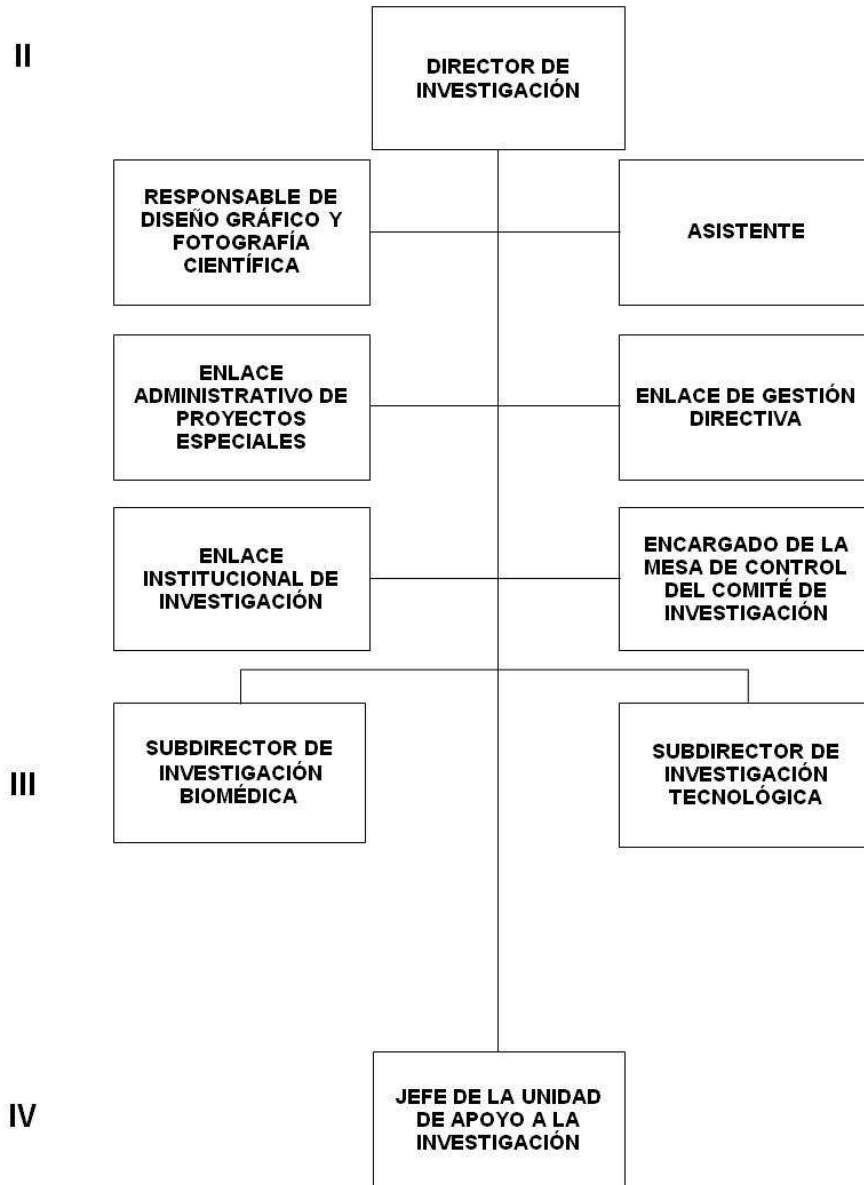 II
DIRECTOR DE
INVESTIGACIÓN
RESPONSABLE DE
DISEÑO GRÁFICO Y
FOTOGRAFÍA
CIENTÍFICA
ASISTENTE
ENLACE
ADMINISTRATIVO DE
PROYECTOS
ESPECIALES
ENLACE DE GESTIÓN
DIRECTIVA
ENLACE
INSTITUCIONAL DE
INVESTIGACIÓN
ENCARGADO DE LA
MESA DE CONTROL
DEL COMITÉ DE
INVESTIGACIÓN
III
SUBDIRECTOR DE
INVESTIGACIÓN
BIOMÉDICA
SUBDIRECTOR DE
INVESTIGACIÓN
TECNOLÓGICA
IV
JEFE DE LA UNIDAD
DE APOYO A LA
INVESTIGACIÓN